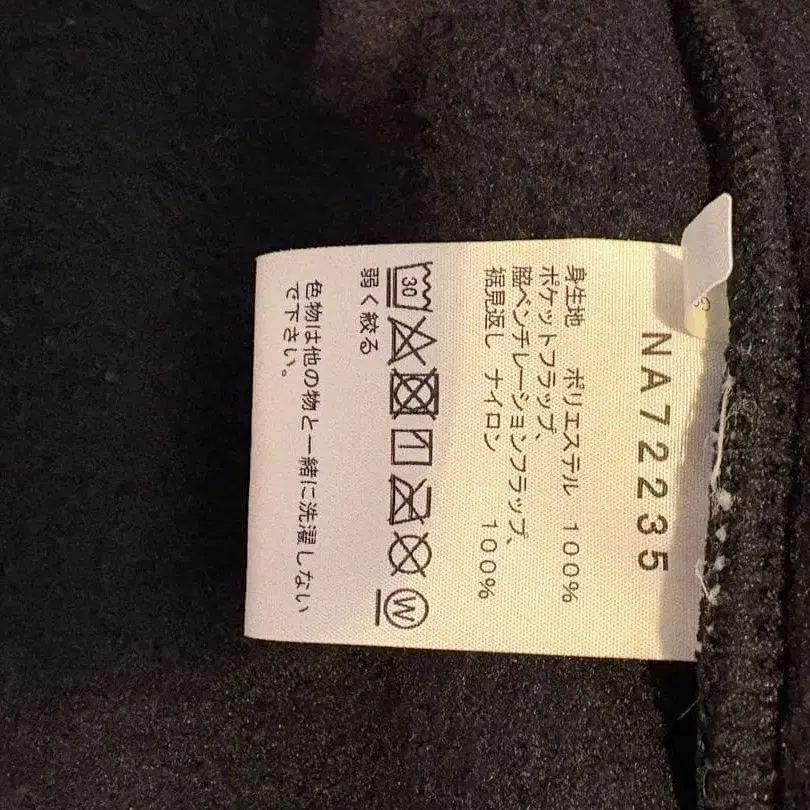 NA72235
身生地 ポリエステル 100%
ポケットフラップ、
脇ベンチレーションフラップ、
裾見返し ナイロン 100%
30
W
弱く絞る
色物は他の物と一緒に洗濯しない
で下さい。